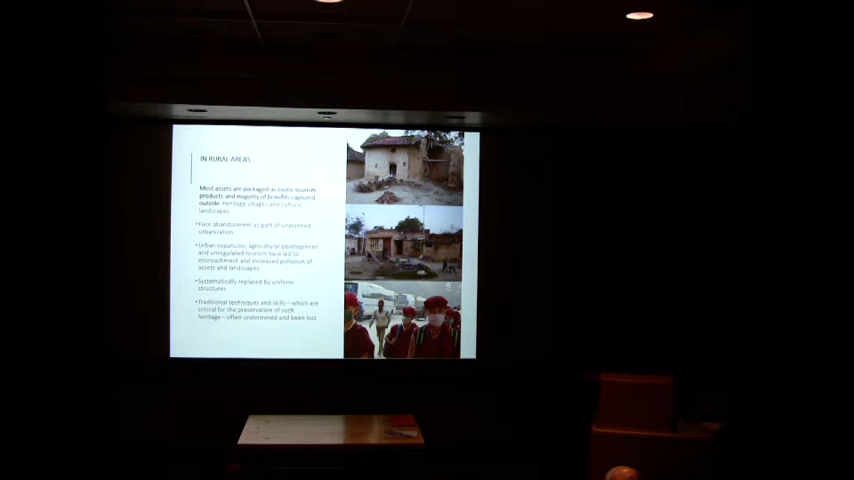 IN RURAL AREAS
Most assets are packaged as exotic tourism
products and majority of benefits captured
outside. Heritage villages and cultural
landscapes.
•Face abandonment as part of unplanned
urbanization.
•Urban expansion, agricultural development
and unregulated tourism have led to
encroachment and increased pollution of
assets and landscapes.
•Systematically replaced by uniform
structures.
•Traditional techniques and skills—which are
critical for the preservation of such
heritage—often undermined and been lost.